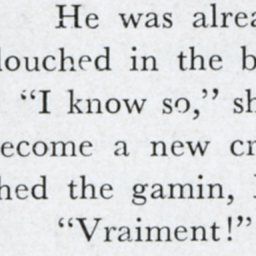 He was alrea
louched in the b
“I know so,” sh
ecome a new cr
hed the gamin,
“Vraiment!”